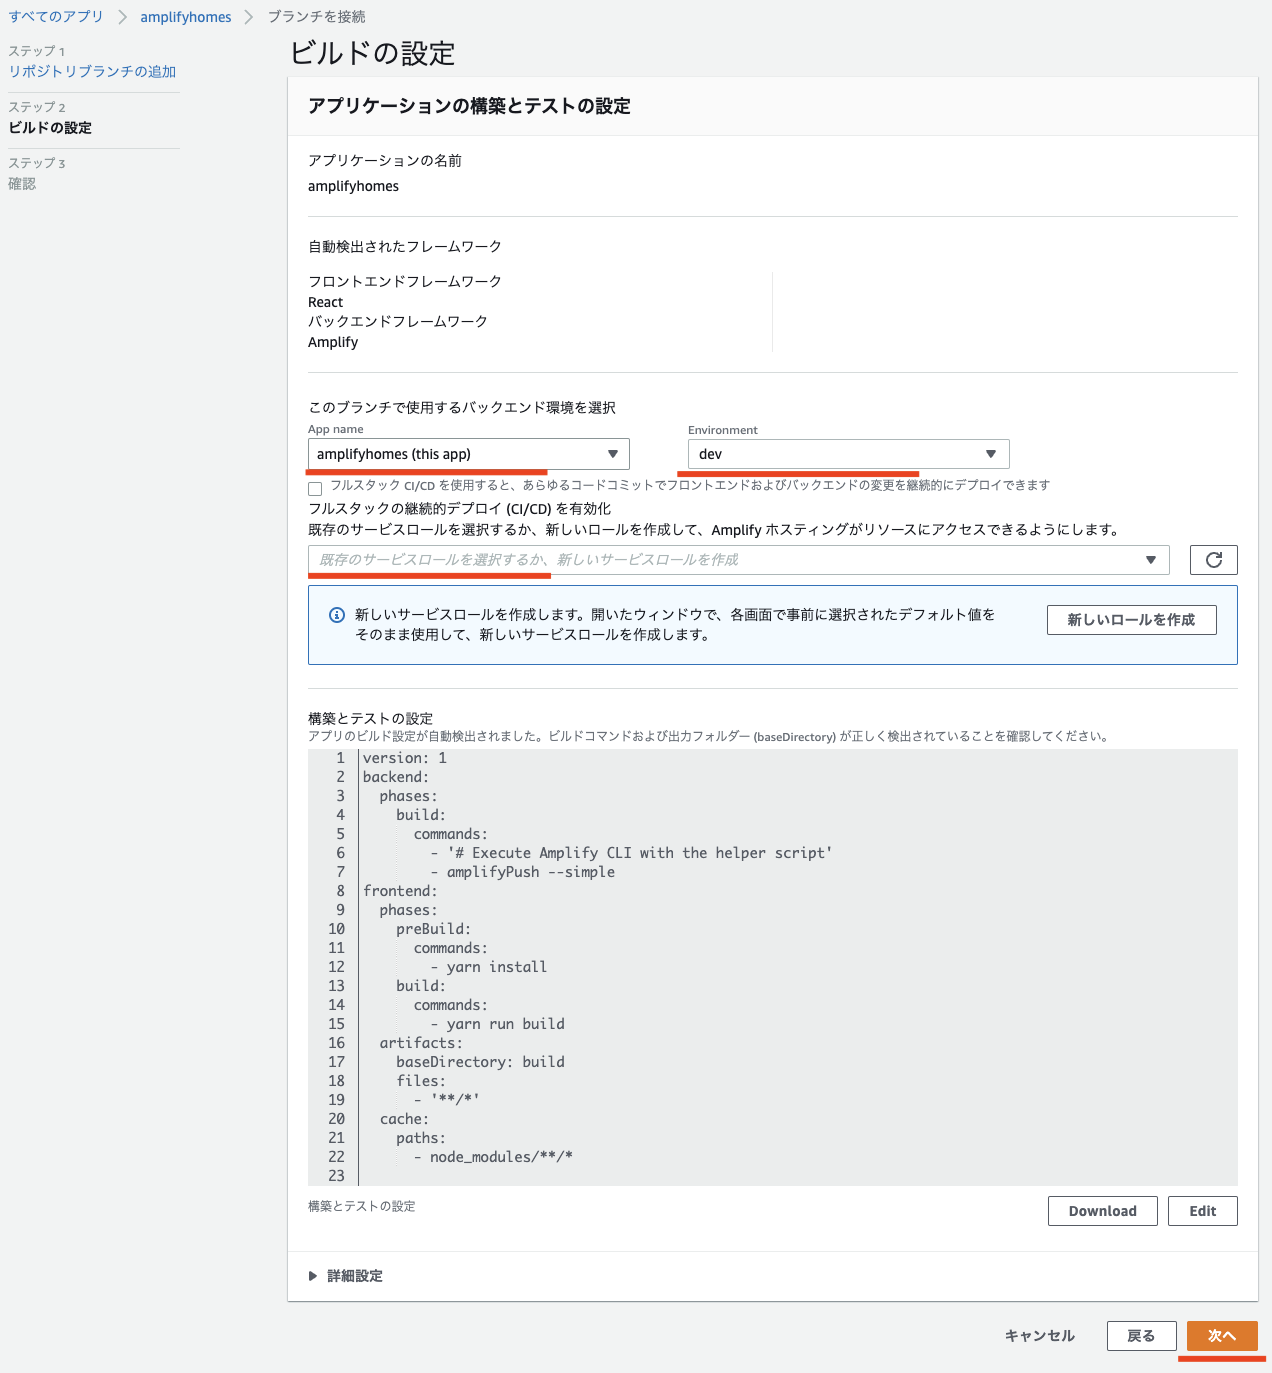 すべてのアプリ
amplifyhomes
ブランチを接続
ステップ 1
リポジトリブランチの追加
ステップ 2
ビルドの設定
ステップ 3
確認
ビルドの設定
アプリケーションの構築とテストの設定
アプリケーションの名前
amplifyhomes
自動検出されたフレームワーク
フロントエンドフレームワーク
React
バックエンドフレームワーク
Amplify
このブランチで使用するバックエンド環境を選択
App name
amplifyhomes (this app)
Environment
dev
フルスタック CI/CD を使用すると、あらゆるコードコミットでフロントエンドおよびバックエンドの変更を継続的にデプロイできます
フルスタックの継続的デプロイ (CI/CD) を有効化
既存のサービスロールを選択するか、新しいロールを作成して、Amplify ホスティングがリソースにアクセスできるようにします。
既存のサービスロールを選択するか、新しいサービスロールを作成
新しいサービスロールを作成します。開いたウィンドウで、各画面で事前に選択されたデフォルト値を
そのまま使用して、新しいサービスロールを作成します。
新しいロールを作成
構築とテストの設定
アプリのビルド設定が自動検出されました。ビルドコマンドおよび出力フォルダー (baseDirectory) が正しく検出されていることを確認してください。
1 version: 1
2 backend:
3   phases:
4     build:
5       commands:
6         - '# Execute Amplify CLI with the helper script'
7         - amplifyPush --simple
8 frontend:
9   phases:
10     preBuild:
11       commands:
12         - yarn install
13     build:
14       commands:
15         - yarn run build
16   artifacts:
17     baseDirectory: build
18     files:
19       - '**/*'
20   cache:
21     paths:
22       - node_modules/**/*
23
構築とテストの設定
Download
Edit
詳細設定
キャンセル
戻る
次へ